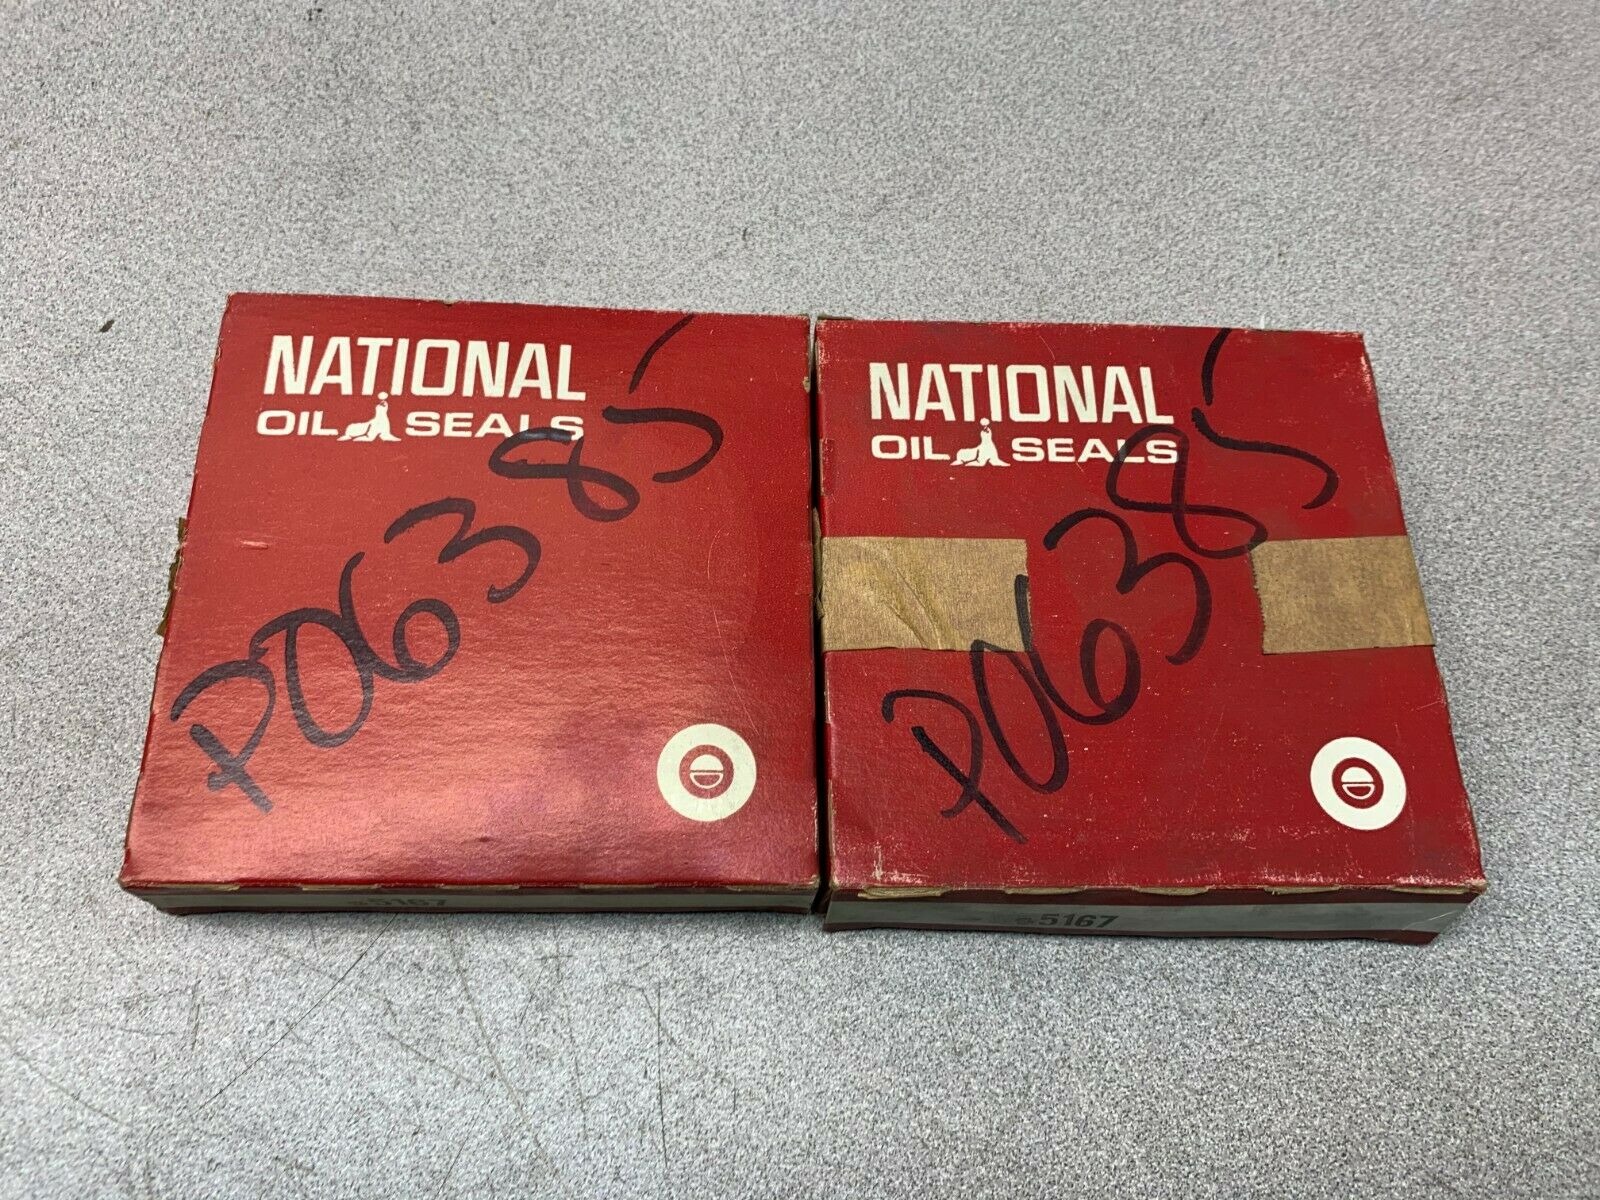 NATIONAL
OIL SEALS
P06385
5167
NATIONAL
OIL SEALS
P06385
5167